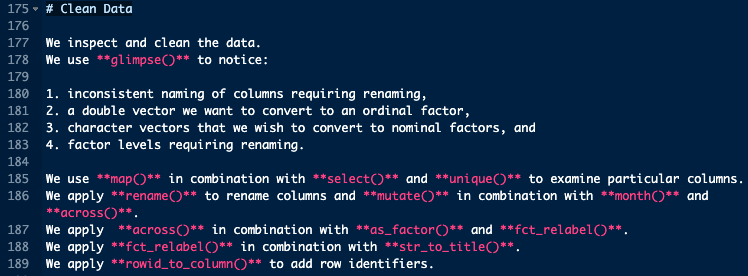 175 # Clean Data
176
177 We inspect and clean the data.
178 We use **glimpse()** to notice:
179
180 1. inconsistent naming of columns requiring renaming,
181 2. a double vector we want to convert to an ordinal factor,
182 3. character vectors that we wish to convert to nominal factors, and
183 4. factor levels requiring renaming.
184
185 We use **map()** in combination with **select()** and **unique()** to examine particular columns.
186 We apply **rename()** to rename columns and **mutate()** in combination with **month()** and
**across()**.
187 We apply  **across()** in combination with **as_factor()** and **fct_relabel()**.
188 We apply **fct_relabel()** in combination with **str_to_title()**.
189 We apply **rowid_to_column()** to add row identifiers.